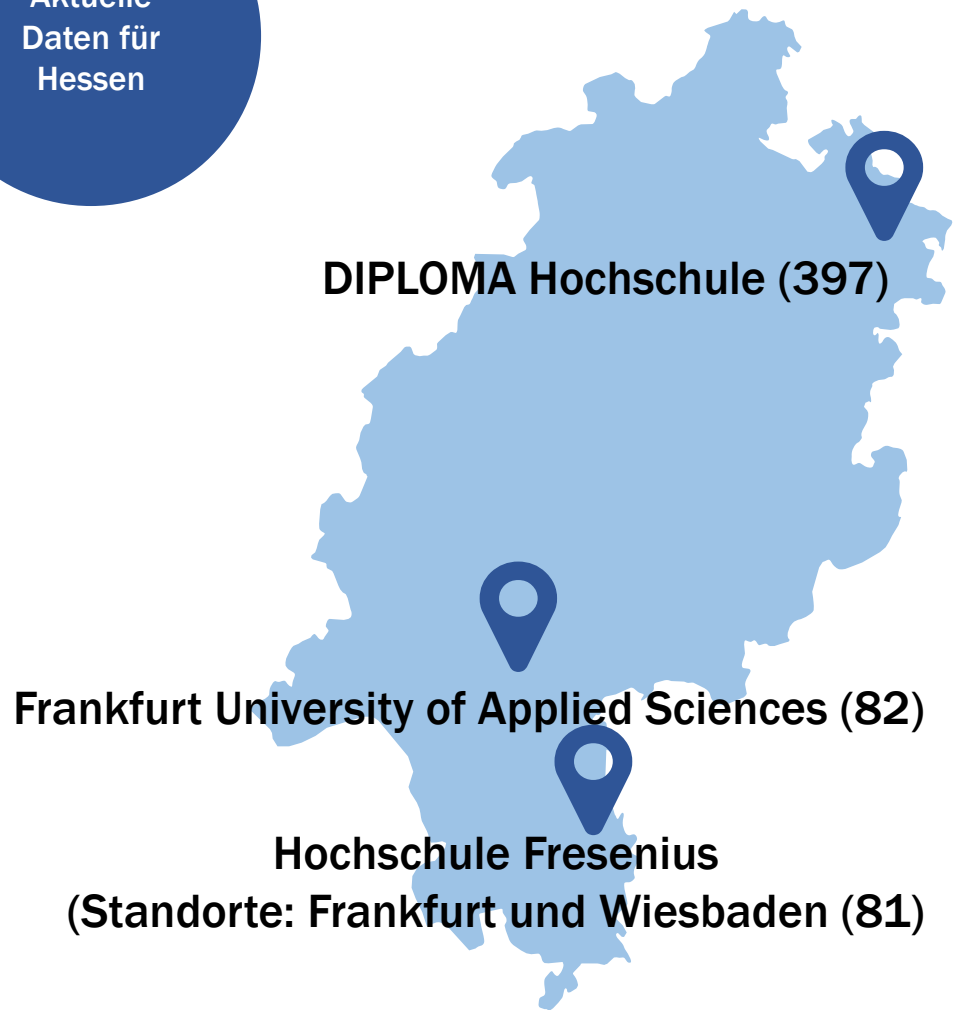 Aktuelle
Daten für
Hessen
DIPLOMA Hochschule (397)
Frankfurt University of Applied Sciences (82)
Hochschule Fresenius
(Standorte: Frankfurt und Wiesbaden (81)